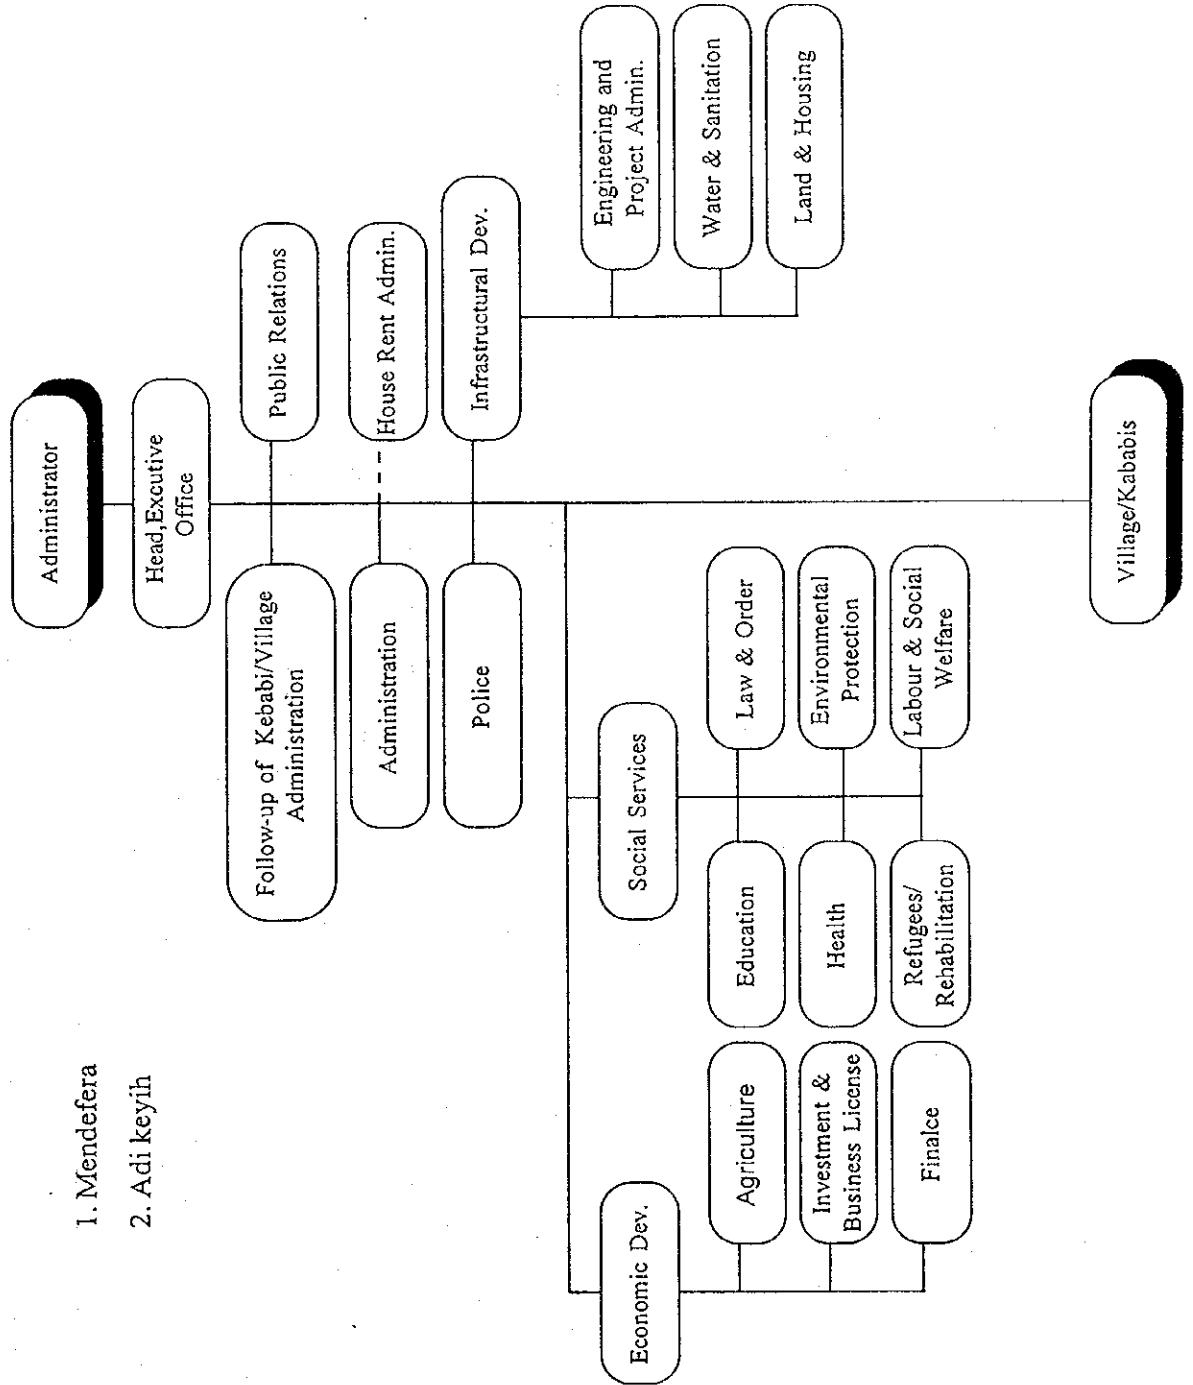 1. Mendefera
2. Adi keyih
Administrator
Head,Excutive
Office
Follow-up of Kebabi/Village
Administration
Public Relations
Administration
House Rent Admin.
Police
Infrastructural Dev.
Engineering and
Project Admin.
Water & Sanitation
Land & Housing
Economic Dev.
Social Services
Agriculture
Investment &
Business License
Finalce
Education
Law & Order
Health
Environmental
Protection
Refuges/
Rehabilitation
Labour & Social
Welfare
Village/Kababis